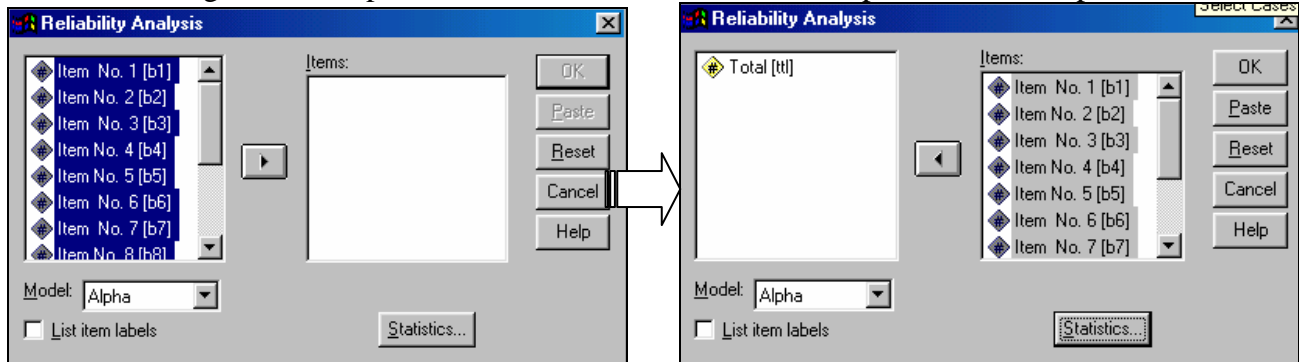 Reliability Analysis
Item No. 1 [b1]
Item No. 2 [b2]
Item No. 3 [b3]
Item No. 4 [b4]
Item No. 5 [b5]
Item No. 6 [b6]
Item No. 7 [b7]
Item No. 8 [b8]
Items:
OK
Paste
Reset
Cancel
Help
Model: Alpha
List item labels
Statistics...
Reliability Analysis
Select Cases
Total [ttl]
Items:
Item No. 1 [b1]
Item No. 2 [b2]
Item No. 3 [b3]
Item No. 4 [b4]
Item No. 5 [b5]
Item No. 6 [b6]
Item No. 7 [b7]
OK
Paste
Reset
Cancel
Help
Model: Alpha
List item labels
Statistics...